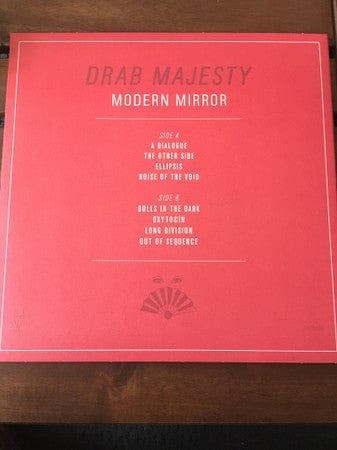 DRAB MAJESTY
MODERN MIRROR
SIDE A
A DIALOGUE
THE OTHER SIDE
ELLIPSIS
NOISE OF THE VOID
SIDE B
DOLLS IN THE DARK
OXYTOCIN
LONG DIVISION
OUT OF SEQUENCE